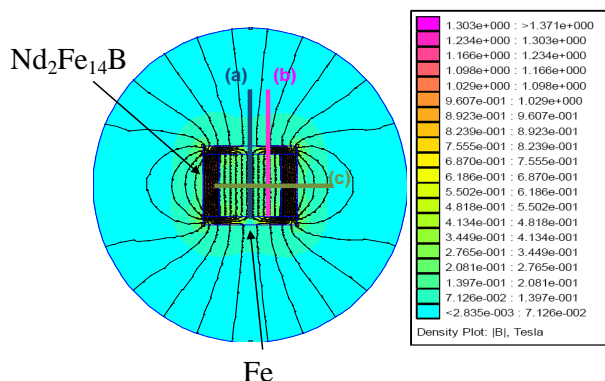 Nd₂Fe₁₄B
(a) (b)
(c)
Fe
1.303e+000 : >1.371e+000
1.234e+000 : 1.303e+000
1.166e+000 : 1.234e+000
1.098e+000 : 1.166e+000
1.029e+000 : 1.098e+000
9.607e-001 : 1.029e+000
8.923e-001 : 9.607e-001
8.239e-001 : 8.923e-001
7.555e-001 : 8.239e-001
6.870e-001 : 7.555e-001
6.186e-001 : 6.870e-001
5.502e-001 : 6.186e-001
4.818e-001 : 5.502e-001
4.134e-001 : 4.818e-001
3.449e-001 : 4.134e-001
2.765e-001 : 3.449e-001
2.081e-001 : 2.765e-001
1.397e-001 : 2.081e-001
7.126e-002 : 1.397e-001
<2.835e-003 : 7.126e-002
Density Plot: |B|, Tesla